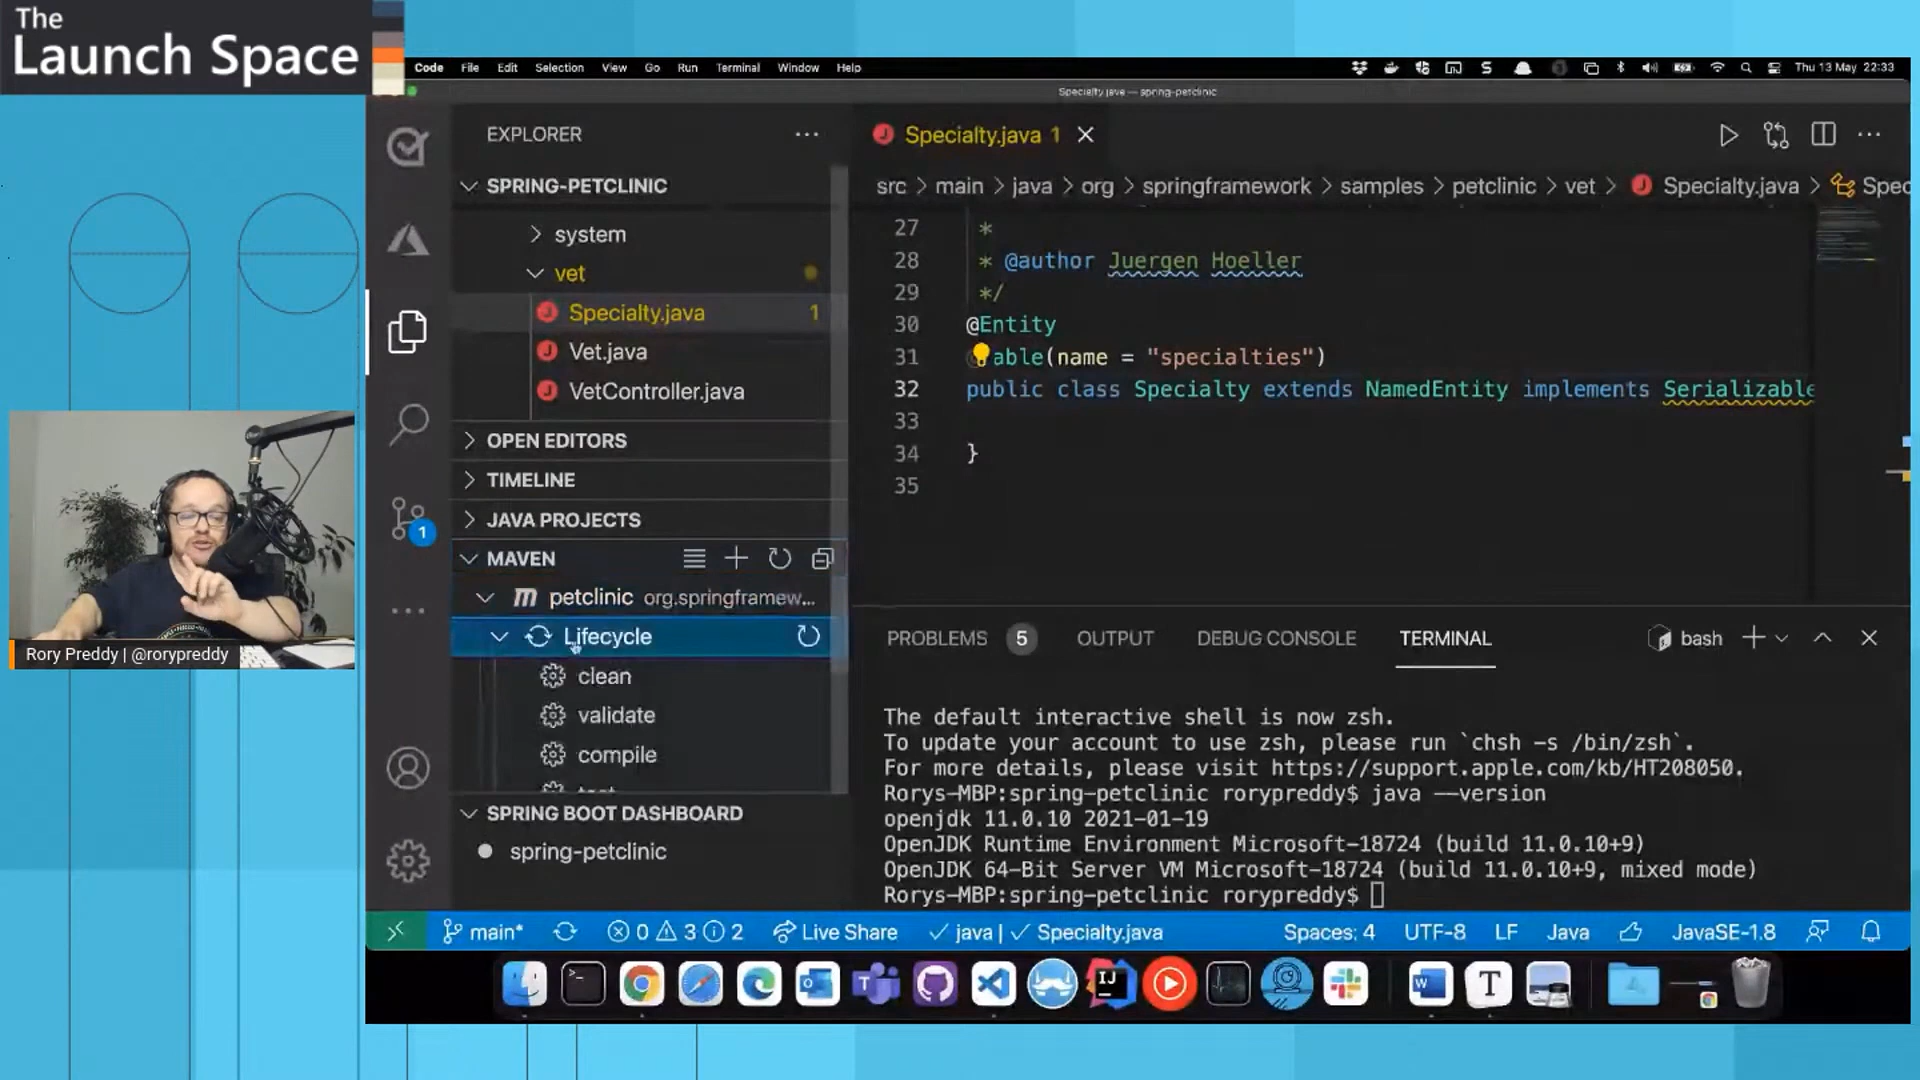 The
Launch Space
Code File Edit Selection View Go Run Terminal Window Help
Thu 13 May 22:33
Specialty.java — spring-petclinic
EXPLORER
SPRING-PETCLINIC
system
vet
Specialty.java 1
Vet.java
VetController.java
OPEN EDITORS
TIMELINE
JAVA PROJECTS
MAVEN
petclinic org.springframew...
Lifecycle
clean
validate
compile
SPRING BOOT DASHBOARD
spring-petclinic
1
Specialty.java 1
src > main > java > org > springframework > samples > petclinic > vet > Specialty.java > Spec
27 *
28 * @author Juergen Hoeller
29 */
30 @Entity
31 able(name = "specialties")
32 public class Specialty extends NamedEntity implements Serializable
33
34 }
35
PROBLEMS 5 OUTPUT DEBUG CONSOLE TERMINAL bash
The default interactive shell is now zsh.
To update your account to use zsh, please run `chsh -s /bin/zsh`.
For more details, please visit https://support.apple.com/kb/HT208050.
Rorys-MBP:spring-petclinic rorypreddy$ java --version
openjdk 11.0.10 2021-01-19
OpenJDK Runtime Environment Microsoft-18724 (build 11.0.10+9)
OpenJDK 64-Bit Server VM Microsoft-18724 (build 11.0.10+9, mixed mode)
Rorys-MBP:spring-petclinic rorypreddy$
main* 0 3 2 Live Share java | Specialty.java Spaces: 4 UTF-8 LF Java JavaSE-1.8
Rory Preddy | @rorypreddy